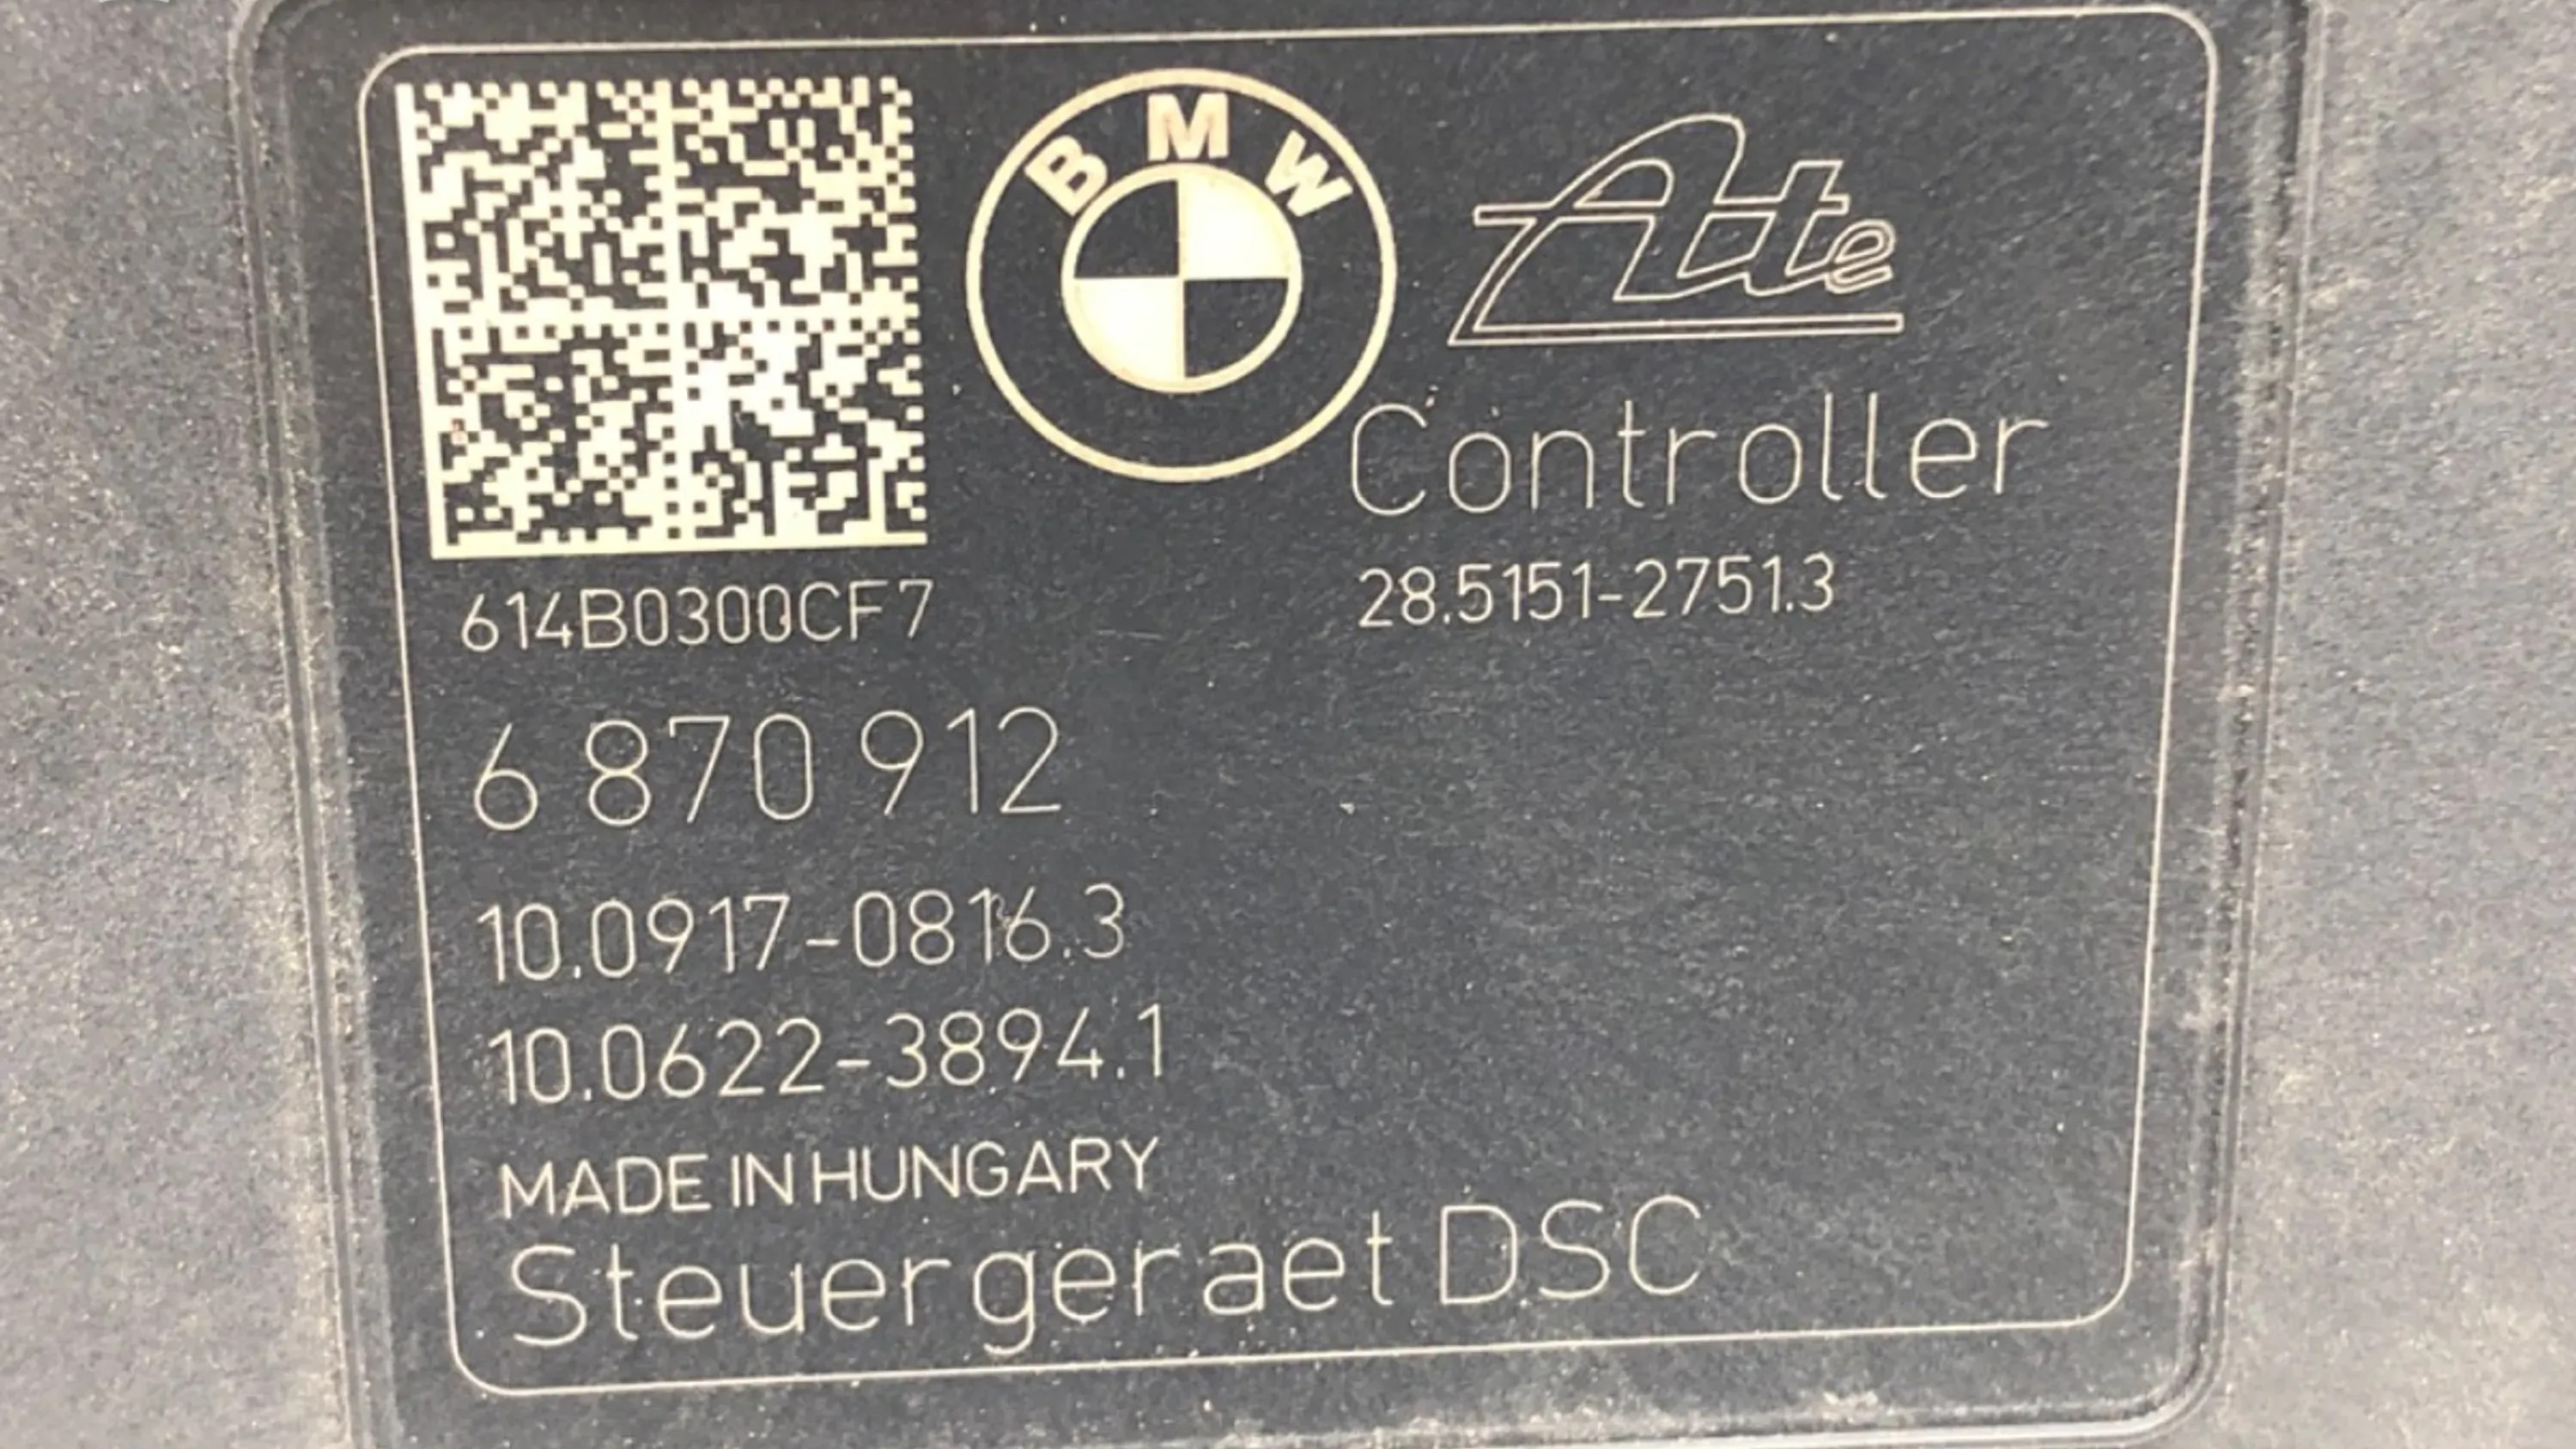 BMW
Ate
Controller
614B0300CF7
28.5151-2751.3
6 870 912
10.0917-0816.3
10.0622-3894.1
MADE IN HUNGARY
Steuergeraet DSC